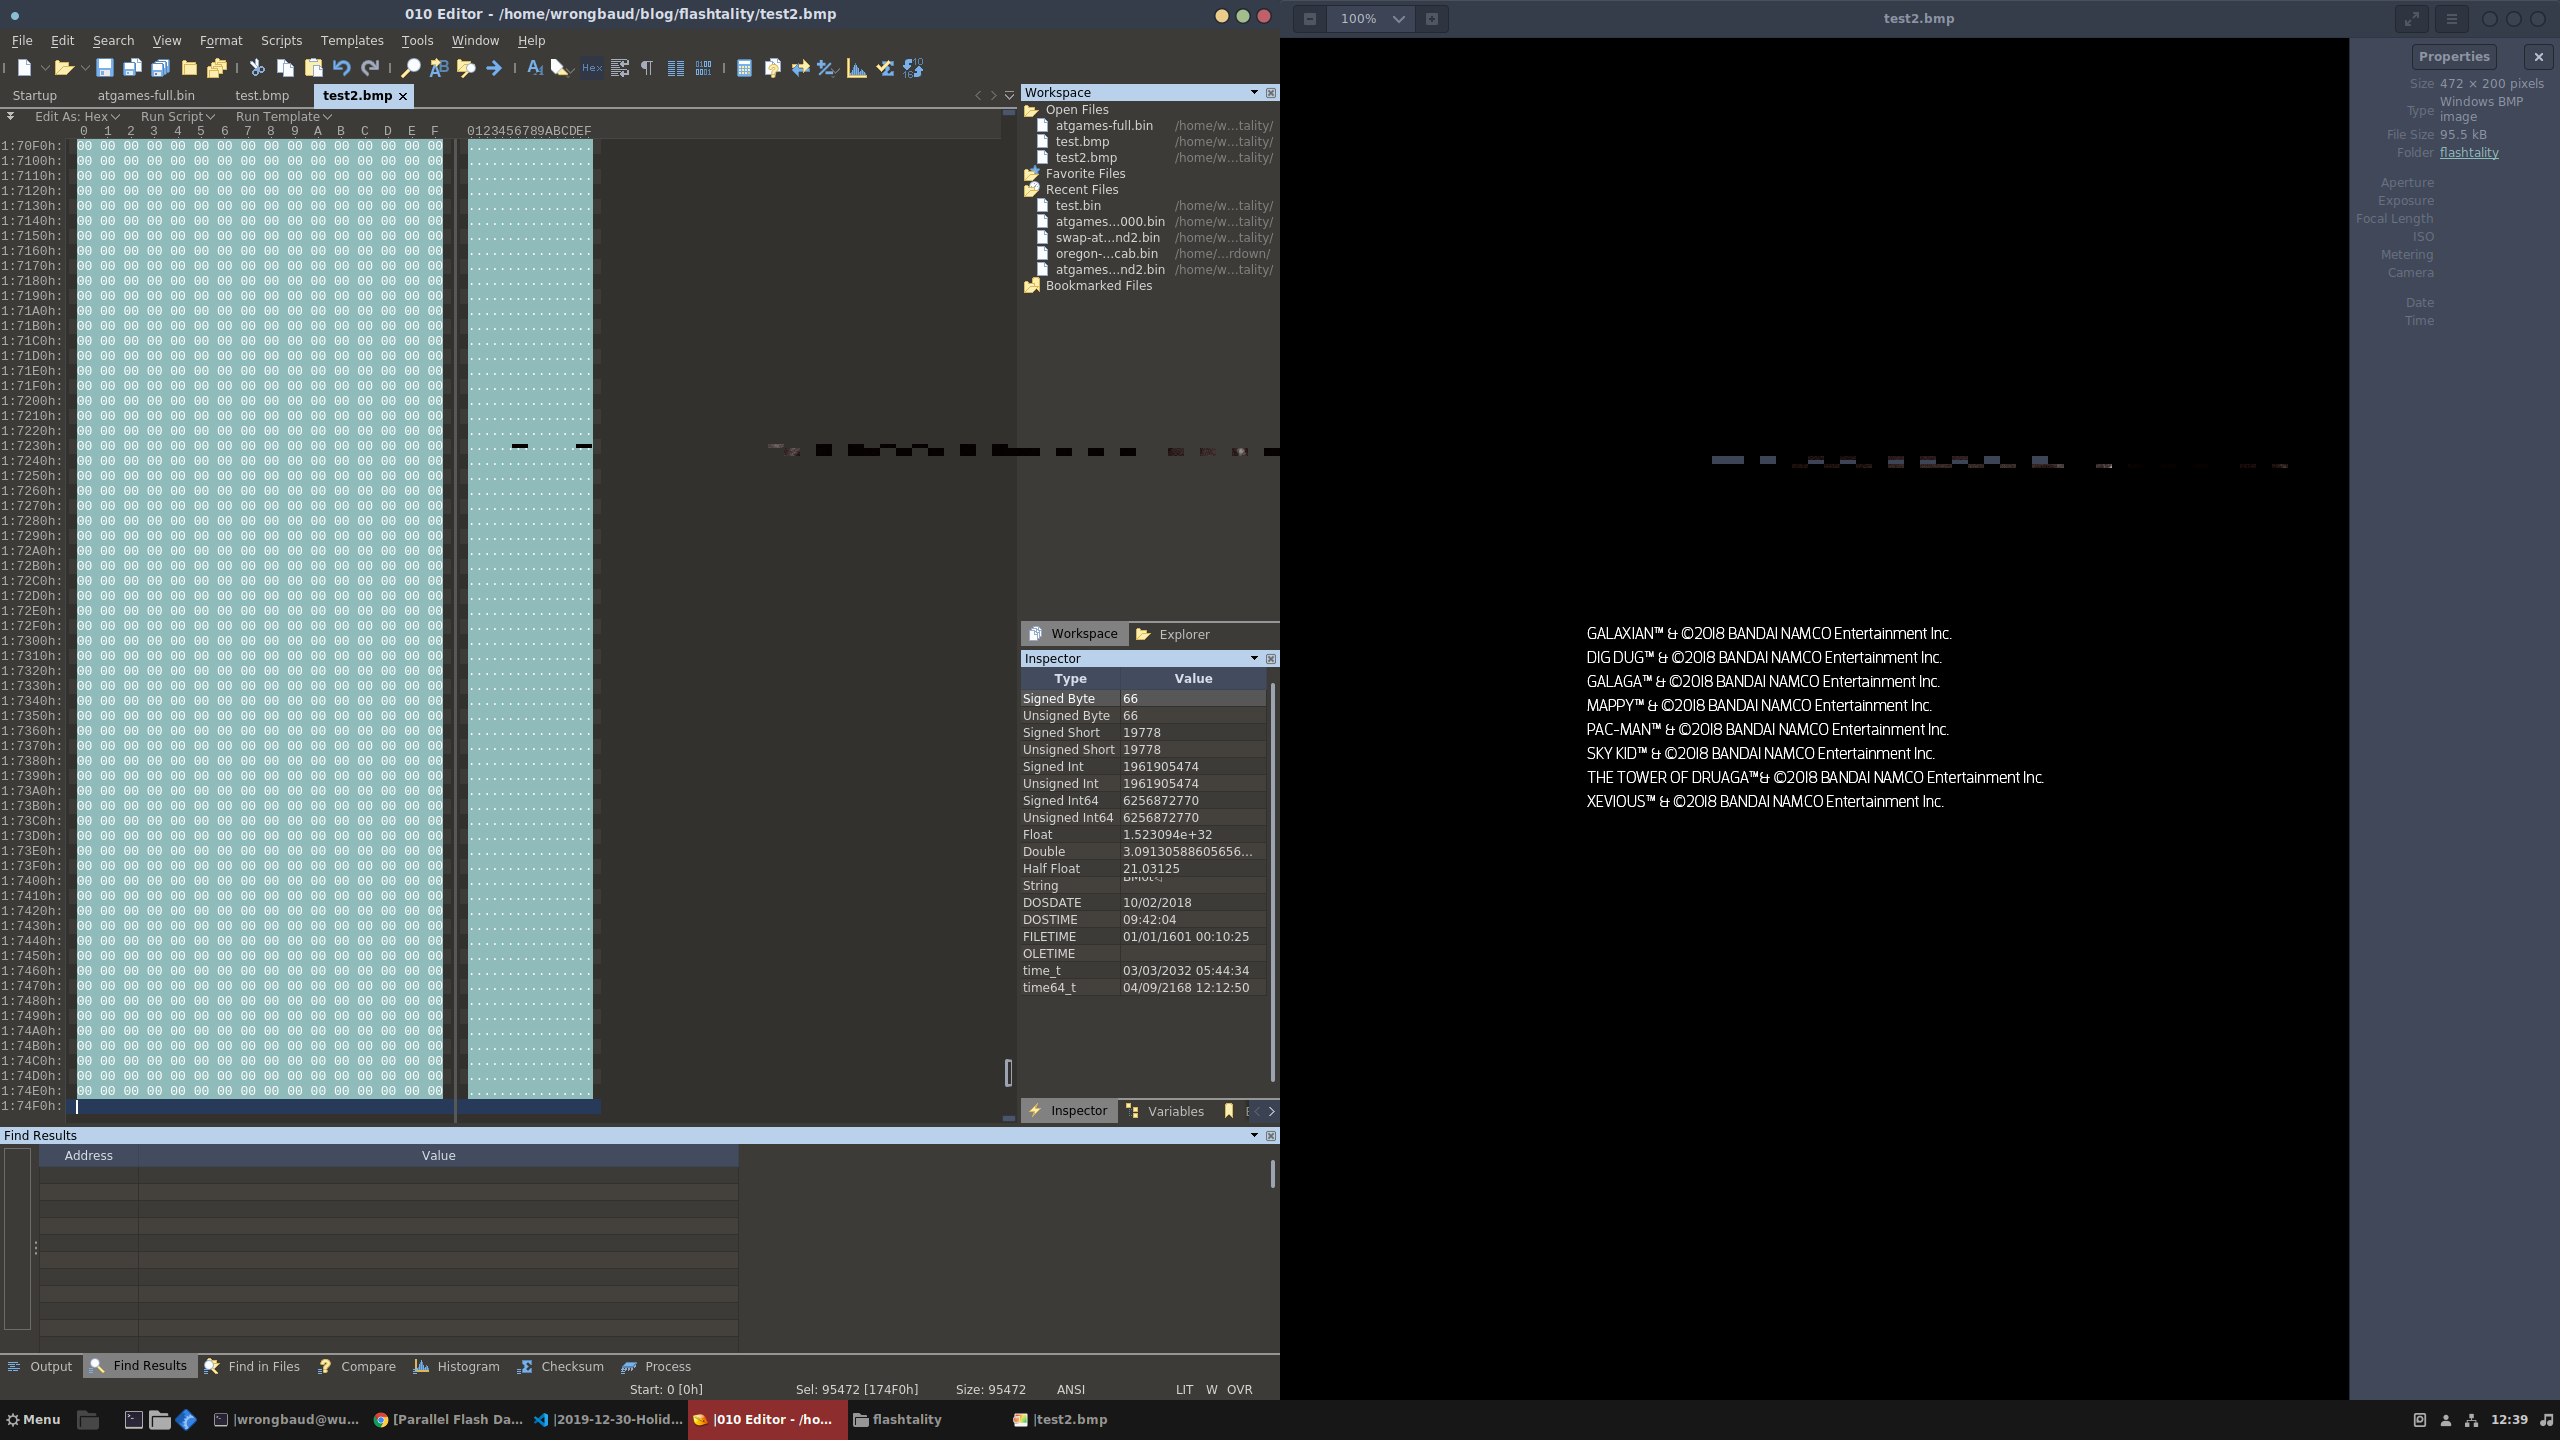 010 Editor - /home/wrongbaud/blog/flashtality/test2.bmp
File Edit Search View Format Scripts Templates Tools Window Help
Startup atgames-full.bin test.bmp test2.bmp
Edit As: Hex Run Script Run Template
0 1 2 3 4 5 6 7 8 9 A B C D E F 0123456789ABCDEF
1:70F0h: 00 00 00 00 00 00 00 00 00 00 00 00 00 00 00 00 ................
1:7100h: 00 00 00 00 00 00 00 00 00 00 00 00 00 00 00 00 ................
1:7110h: 00 00 00 00 00 00 00 00 00 00 00 00 00 00 00 00 ................
1:7120h: 00 00 00 00 00 00 00 00 00 00 00 00 00 00 00 00 ................
1:7130h: 00 00 00 00 00 00 00 00 00 00 00 00 00 00 00 00 ................
1:7140h: 00 00 00 00 00 00 00 00 00 00 00 00 00 00 00 00 ................
1:7150h: 00 00 00 00 00 00 00 00 00 00 00 00 00 00 00 00 ................
1:7160h: 00 00 00 00 00 00 00 00 00 00 00 00 00 00 00 00 ................
1:7170h: 00 00 00 00 00 00 00 00 00 00 00 00 00 00 00 00 ................
1:7180h: 00 00 00 00 00 00 00 00 00 00 00 00 00 00 00 00 ................
1:7190h: 00 00 00 00 00 00 00 00 00 00 00 00 00 00 00 00 ................
1:71A0h: 00 00 00 00 00 00 00 00 00 00 00 00 00 00 00 00 ................
1:71B0h: 00 00 00 00 00 00 00 00 00 00 00 00 00 00 00 00 ................
1:71C0h: 00 00 00 00 00 00 00 00 00 00 00 00 00 00 00 00 ................
1:71D0h: 00 00 00 00 00 00 00 00 00 00 00 00 00 00 00 00 ................
1:71E0h: 00 00 00 00 00 00 00 00 00 00 00 00 00 00 00 00 ................
1:71F0h: 00 00 00 00 00 00 00 00 00 00 00 00 00 00 00 00 ................
1:7200h: 00 00 00 00 00 00 00 00 00 00 00 00 00 00 00 00 ................
1:7210h: 00 00 00 00 00 00 00 00 00 00 00 00 00 00 00 00 ................
1:7220h: 00 00 00 00 00 00 00 00 00 00 00 00 00 00 00 00 ................
1:7230h: 00 00 00 00 00 00 00 00 00 00 00 00 00 00 00 00
1:7240h: 00 00 00 00 00 00 00 00 00 00 00 00 00 00 00 00 ................
1:7250h: 00 00 00 00 00 00 00 00 00 00 00 00 00 00 00 00 ................
1:7260h: 00 00 00 00 00 00 00 00 00 00 00 00 00 00 00 00 ................
1:7270h: 00 00 00 00 00 00 00 00 00 00 00 00 00 00 00 00 ................
1:7280h: 00 00 00 00 00 00 00 00 00 00 00 00 00 00 00 00 ................
1:7290h: 00 00 00 00 00 00 00 00 00 00 00 00 00 00 00 00 ................
1:72A0h: 00 00 00 00 00 00 00 00 00 00 00 00 00 00 00 00 ................
1:72B0h: 00 00 00 00 00 00 00 00 00 00 00 00 00 00 00 00 ................
1:72C0h: 00 00 00 00 00 00 00 00 00 00 00 00 00 00 00 00 ................
1:72D0h: 00 00 00 00 00 00 00 00 00 00 00 00 00 00 00 00 ................
1:72E0h: 00 00 00 00 00 00 00 00 00 00 00 00 00 00 00 00 ................
1:72F0h: 00 00 00 00 00 00 00 00 00 00 00 00 00 00 00 00 ................
1:7300h: 00 00 00 00 00 00 00 00 00 00 00 00 00 00 00 00 ................
1:7310h: 00 00 00 00 00 00 00 00 00 00 00 00 00 00 00 00 ................
1:7320h: 00 00 00 00 00 00 00 00 00 00 00 00 00 00 00 00 ................
1:7330h: 00 00 00 00 00 00 00 00 00 00 00 00 00 00 00 00 ................
1:7340h: 00 00 00 00 00 00 00 00 00 00 00 00 00 00 00 00 ................
1:7350h: 00 00 00 00 00 00 00 00 00 00 00 00 00 00 00 00 ................
1:7360h: 00 00 00 00 00 00 00 00 00 00 00 00 00 00 00 00 ................
1:7370h: 00 00 00 00 00 00 00 00 00 00 00 00 00 00 00 00 ................
1:7380h: 00 00 00 00 00 00 00 00 00 00 00 00 00 00 00 00 ................
1:7390h: 00 00 00 00 00 00 00 00 00 00 00 00 00 00 00 00 ................
1:73A0h: 00 00 00 00 00 00 00 00 00 00 00 00 00 00 00 00 ................
1:73B0h: 00 00 00 00 00 00 00 00 00 00 00 00 00 00 00 00 ................
1:73C0h: 00 00 00 00 00 00 00 00 00 00 00 00 00 00 00 00 ................
1:73D0h: 00 00 00 00 00 00 00 00 00 00 00 00 00 00 00 00 ................
1:73E0h: 00 00 00 00 00 00 00 00 00 00 00 00 00 00 00 00 ................
1:73F0h: 00 00 00 00 00 00 00 00 00 00 00 00 00 00 00 00 ................
1:7400h: 00 00 00 00 00 00 00 00 00 00 00 00 00 00 00 00 ................
1:7410h: 00 00 00 00 00 00 00 00 00 00 00 00 00 00 00 00 ................
1:7420h: 00 00 00 00 00 00 00 00 00 00 00 00 00 00 00 00 ................
1:7430h: 00 00 00 00 00 00 00 00 00 00 00 00 00 00 00 00 ................
1:7440h: 00 00 00 00 00 00 00 00 00 00 00 00 00 00 00 00 ................
1:7450h: 00 00 00 00 00 00 00 00 00 00 00 00 00 00 00 00 ................
1:7460h: 00 00 00 00 00 00 00 00 00 00 00 00 00 00 00 00 ................
1:7470h: 00 00 00 00 00 00 00 00 00 00 00 00 00 00 00 00 ................
1:7480h: 00 00 00 00 00 00 00 00 00 00 00 00 00 00 00 00 ................
1:7490h: 00 00 00 00 00 00 00 00 00 00 00 00 00 00 00 00 ................
1:74A0h: 00 00 00 00 00 00 00 00 00 00 00 00 00 00 00 00 ................
1:74B0h: 00 00 00 00 00 00 00 00 00 00 00 00 00 00 00 00 ................
1:74C0h: 00 00 00 00 00 00 00 00 00 00 00 00 00 00 00 00 ................
1:74D0h: 00 00 00 00 00 00 00 00 00 00 00 00 00 00 00 00 ................
1:74E0h: 00 00 00 00 00 00 00 00 00 00 00 00 00 00 00 00 ................
1:74F0h:
Workspace
Open Files
atgames-full.bin /home/w...tality/
test.bmp /home/w...tality/
test2.bmp /home/w...tality/
Favorite Files
Recent Files
test.bin /home/w...tality/
atgames...000.bin /home/w...tality/
swap-at...nd2.bin /home/w...tality/
oregon-...cab.bin /home/...rdown/
atgames...nd2.bin /home/w...tality/
Bookmarked Files
Workspace Explorer
Inspector
Type Value
Signed Byte 66
Unsigned Byte 66
Signed Short 19778
Unsigned Short 19778
Signed Int 1961905474
Unsigned Int 1961905474
Signed Int64 6256872770
Unsigned Int64 6256872770
Float 1.523094e+32
Double 3.09130588605656...
Half Float 21.03125
String
DOSDATE 10/02/2018
DOSTIME 09:42:04
FILETIME 01/01/1601 00:10:25
OLETIME
time_t 03/03/2032 05:44:34
time64_t 04/09/2168 12:12:50
Inspector Variables
Find Results
Address Value
Output Find Results Find in Files Compare Histogram Checksum Process
Start: 0 [0h] Sel: 95472 [174F0h] Size: 95472 ANSI LIT W OVR
100% test2.bmp
Properties
Size 472 × 200 pixels
Type Windows BMP image
File Size 95.5 kB
Folder flashtality
Aperture
Exposure
Focal Length
ISO
Metering
Camera
Date
Time
GALAXIAN™ & ©2018 BANDAI NAMCO Entertainment Inc.
DIG DUG™ & ©2018 BANDAI NAMCO Entertainment Inc.
GALAGA™ & ©2018 BANDAI NAMCO Entertainment Inc.
MAPPY™ & ©2018 BANDAI NAMCO Entertainment Inc.
PAC-MAN™ & ©2018 BANDAI NAMCO Entertainment Inc.
SKY KID™ & ©2018 BANDAI NAMCO Entertainment Inc.
THE TOWER OF DRUAGA™& ©2018 BANDAI NAMCO Entertainment Inc.
XEVIOUS™ & ©2018 BANDAI NAMCO Entertainment Inc.
Menu |wrongbaud@wu... [Parallel Flash Da... |2019-12-30-Holid... |010 Editor - /ho... flashtality |test2.bmp 12:39